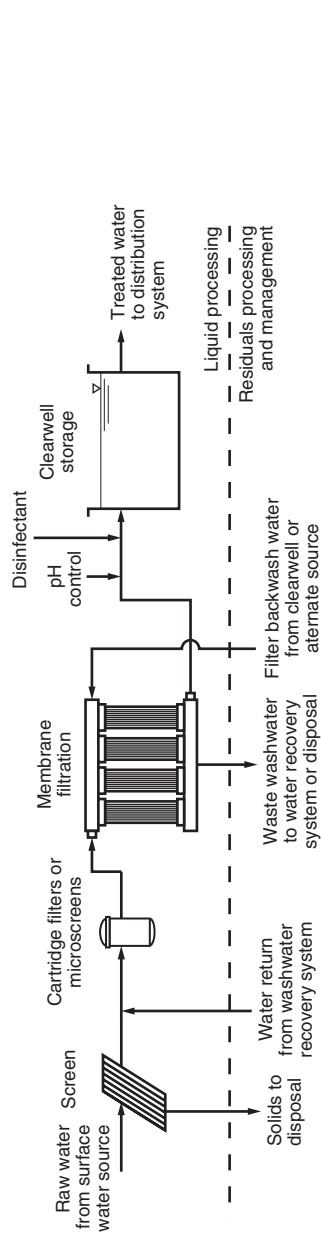 Raw water
from surface
water source
Screen
Cartridge filters or
microscreens
Membrane
filtration
pH
control
Disinfectant
Clearwell
storage
Treated water
to distribution
system
Liquid processing
Residuals processing
and management
Solids to
disposal
Water return
from washwater
recovery system
Waste washwater
to water recovery
system or disposal
Filter backwash water
from clearwell or
aternate source